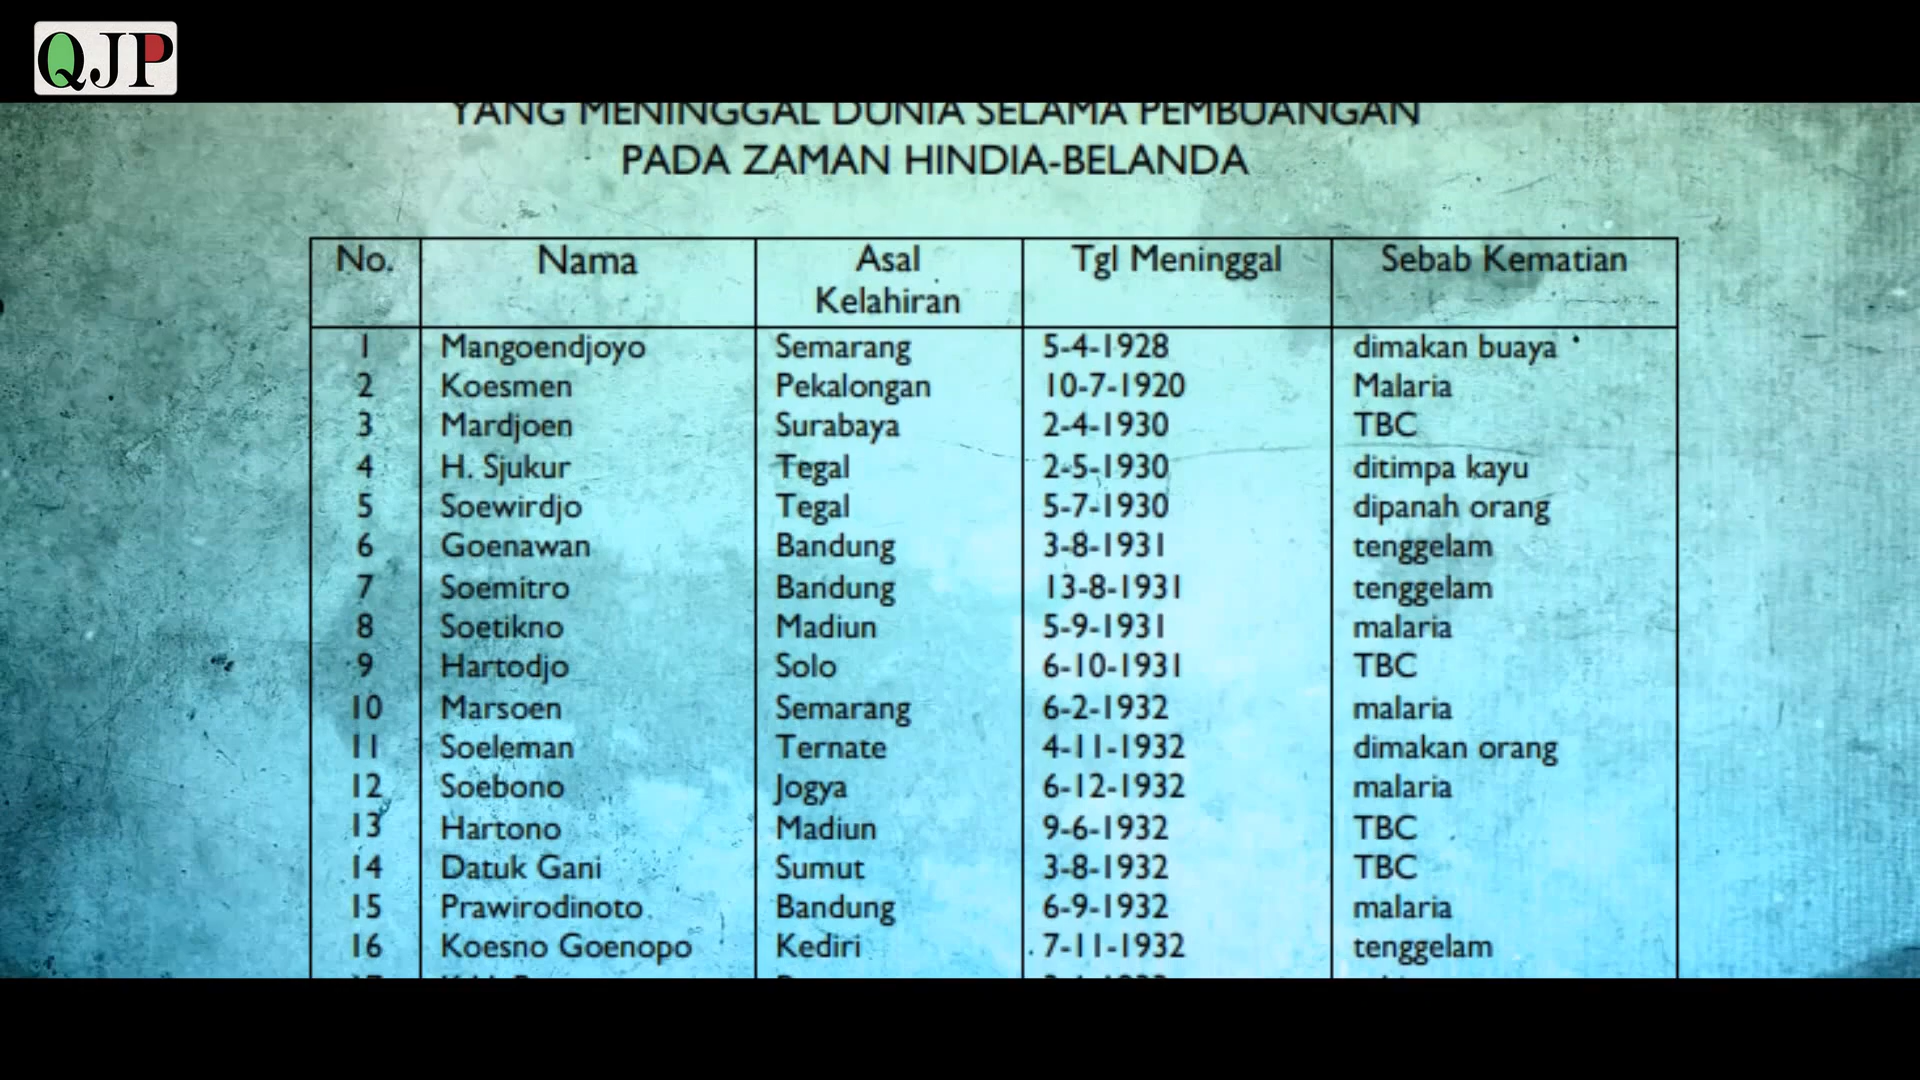 QJP
YANG MENINGGAL DUNIA SELAMA PEMBUANGAN
PADA ZAMAN HINDIA-BELANDA
No. Nama Asal Kelahiran Tgl Meninggal Sebab Kematian
1 Mangoendjoyo Semarang 5-4-1928 dimakan buaya
2 Koesmen Pekalongan 10-7-1920 Malaria
3 Mardjoen Surabaya 2-4-1930 TBC
4 H. Sjukur Tegal 2-5-1930 ditimpa kayu
5 Soewirdjo Tegal 5-7-1930 dipanah orang
6 Goenawan Bandung 3-8-1931 tenggelam
7 Soemitro Bandung 13-8-1931 tenggelam
8 Soetikno Madiun 5-9-1931 malaria
9 Hartodjo Solo 6-10-1931 TBC
10 Marsoen Semarang 6-2-1932 malaria
11 Soeleman Ternate 4-11-1932 dimakan orang
12 Soebono Jogya 6-12-1932 malaria
13 Hartono Madiun 9-6-1932 TBC
14 Datuk Gani Sumut 3-8-1932 TBC
15 Prawirodinoto Bandung 6-9-1932 malaria
16 Koesno Goenopo Kediri 7-11-1932 tenggelam